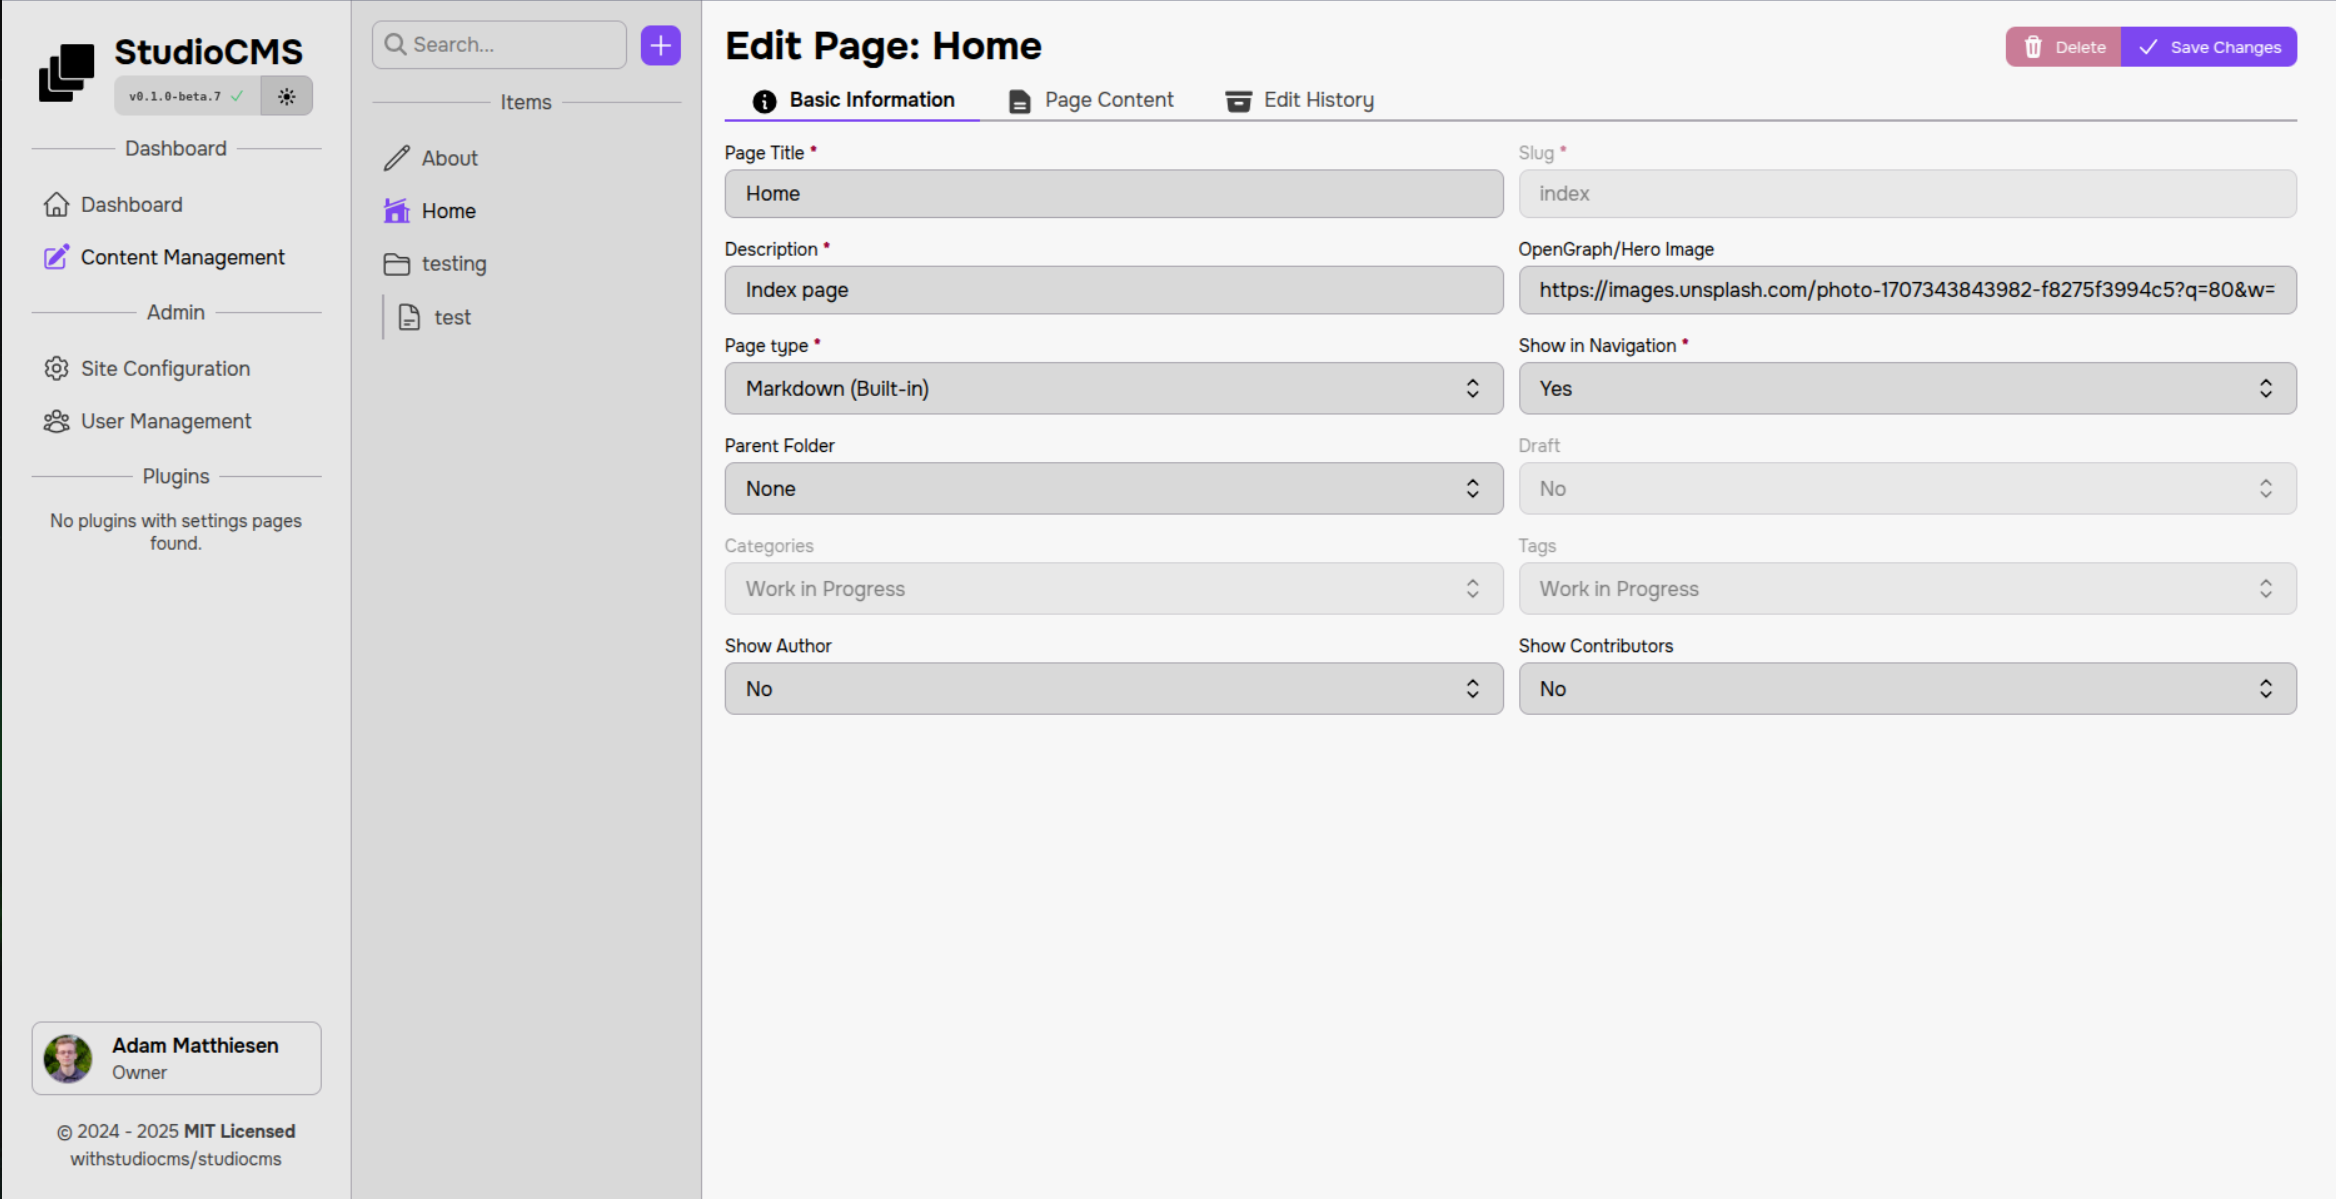 StudioCMS
v0.1.0-beta.7
Dashboard
Dashboard
Content Management
Admin
Site Configuration
User Management
Plugins
No plugins with settings pages
found.
Adam Matthiesen
Owner
© 2024 - 2025 MIT Licensed
withstudiocms/studiocms
Search...
Items
About
Home
testing
test
Edit Page: Home
Delete
Save Changes
Basic Information
Page Content
Edit History
Page Title *
Home
Slug *
index
Description *
Index page
OpenGraph/Hero Image
https://images.unsplash.com/photo-1707343843982-f8275f3994c5?q=80&w=
Page type *
Markdown (Built-in)
Show in Navigation *
Yes
Parent Folder
None
Draft
No
Categories
Work in Progress
Tags
Work in Progress
Show Author
No
Show Contributors
No